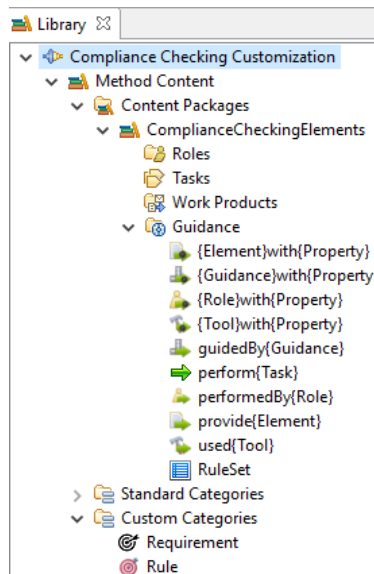 Library
Compliance Checking Customization
Method Content
Content Packages
ComplianceCheckingElements
Roles
Tasks
Work Products
Guidance
{Element}with{Property}
{Guidance}with{Property
{Role}with{Property}
{Tool}with{Property}
guidedBy{Guidance}
perform{Task}
performedBy{Role}
provide{Element}
used{Tool}
RuleSet
Standard Categories
Custom Categories
Requirement
Rule